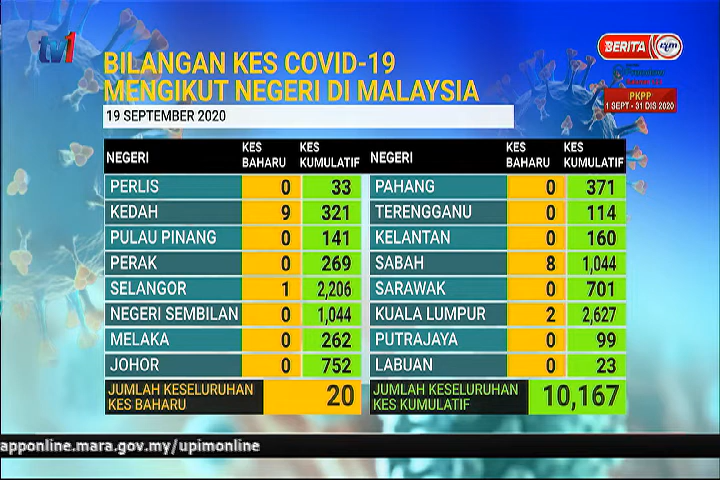 tv1
BERITA rtm
BILANGAN KES COVID-19
MENGIKUT NEGERI DI MALAYSIA
PKPP
1 SEPT - 31 DIS 2020
19 SEPTEMBER 2020
NEGERI KES BAHARU KES KUMULATIF NEGERI KES BAHARU KES KUMULATIF
PERLIS 0 33 PAHANG 0 371
KEDAH 9 321 TERENGGANU 0 114
PULAU PINANG 0 141 KELANTAN 0 160
PERAK 0 269 SABAH 8 1,044
SELANGOR 1 2,206 SARAWAK 0 701
NEGERI SEMBILAN 0 1,044 KUALA LUMPUR 2 2,627
MELAKA 0 262 PUTRAJAYA 0 99
JOHOR 0 752 LABUAN 0 23
JUMLAH KESELURUHAN KES BAHARU 20 JUMLAH KESELURUHAN KES KUMULATIF 10,167
apponline.mara.gov.my/upimonline